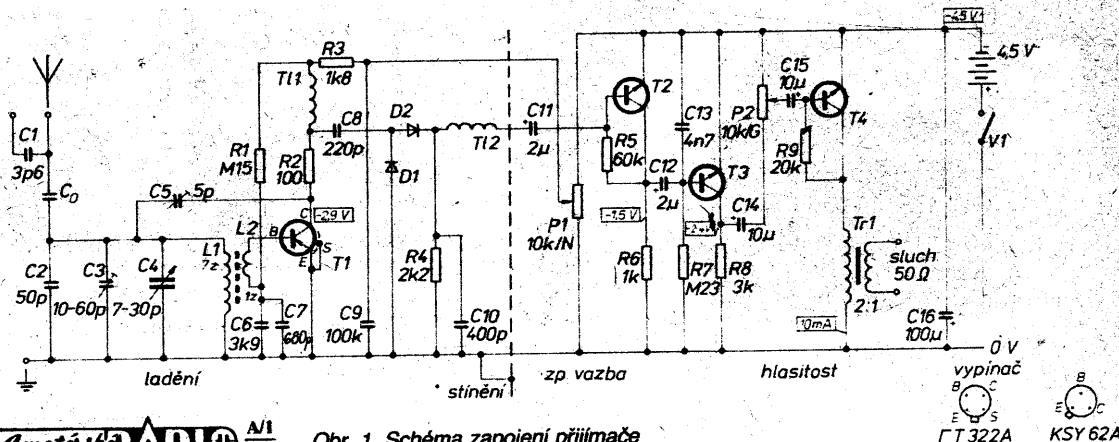 -4,5 V
4,5 V
V1
R3
1k8
Tl1
C1
3p6
C8
220p
D2
Tl2
C11
2μ
T2
C13
4n7
C15
10μ
P2
10k/G
T4
R1
M15
R2
100
D1
R5
60k
C12
2μ
T3
R9
20k
C5
5p
-2,9 V
C
B
S
E
T1
P1
10k/N
-1,5 V
C14
10μ
Tr1
sluch
50 Ω
2:1
C2
50p
C3
10-60p
C4
7-30p
L1
7z
L2
1z
C6
3k9
C7
680p
C9
100k
R4
2k2
C10
400p
R6
1k
R7
M23
R8
3k
10mA
C16
100μ
0 V
ladění
stínění
zp vazba
hlasitost
vypínač
B C
E S
ГТ 322A
B
E C
KSY 62A
RADIO
A/1
Obr. 1. Schéma zapojení přijímače